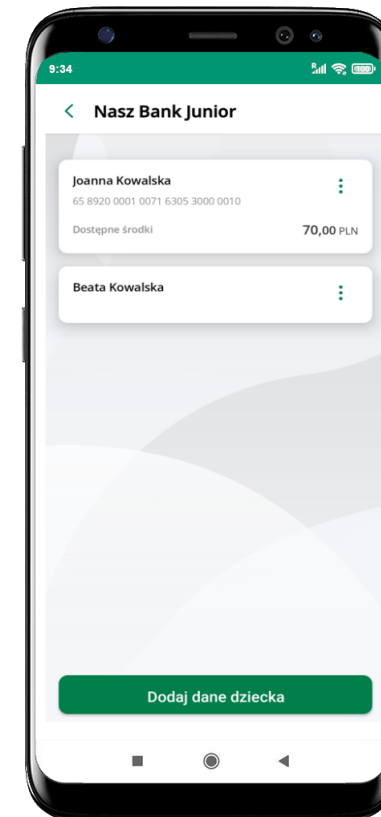 9:34
R 100
Nasz Bank Junior
Joanna Kowalska
65 8920 0001 0071 6305 3000 0010
Dostępne środki 70,00 PLN
Beata Kowalska
Dodaj dane dziecka